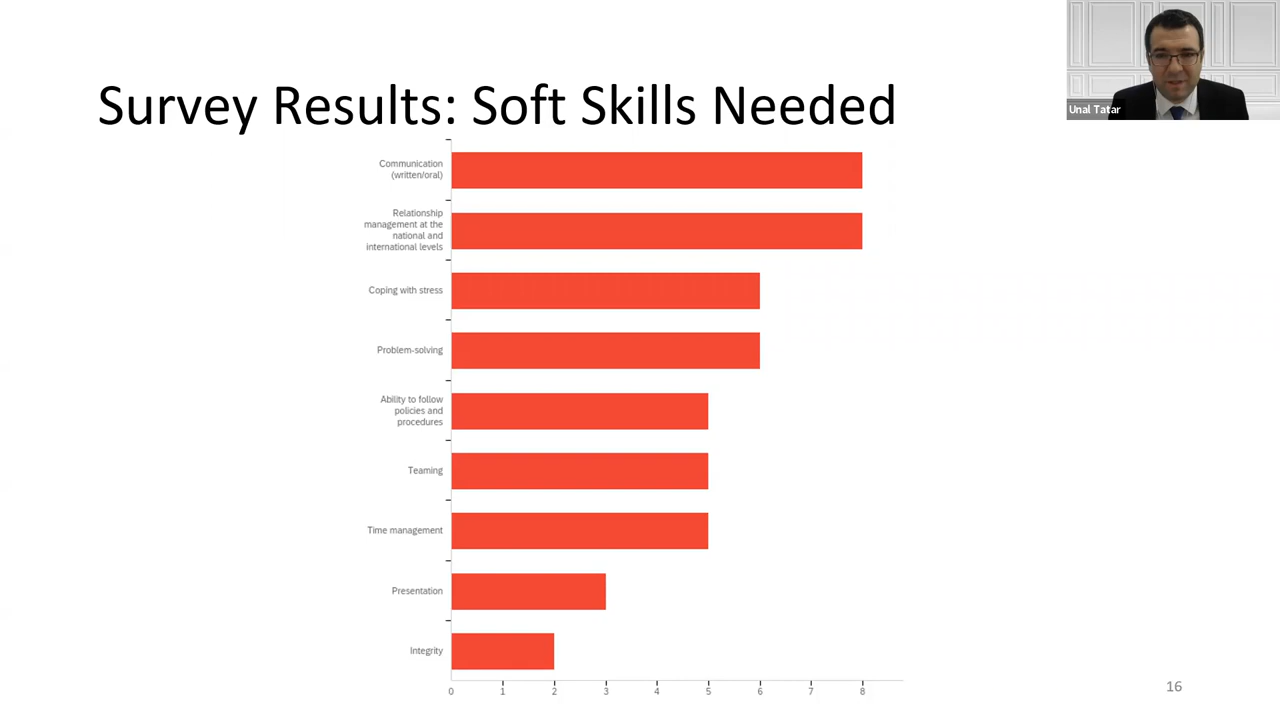 Unal Tatar
Survey Results: Soft Skills Needed
Communication
(written/oral)
Relationship
management at the
national and
international levels
Coping with stress
Problem-solving
Ability to follow
policies and
procedures
Teaming
Time management
Presentation
Integrity
0 1 2 3 4 5 6 7 8
16